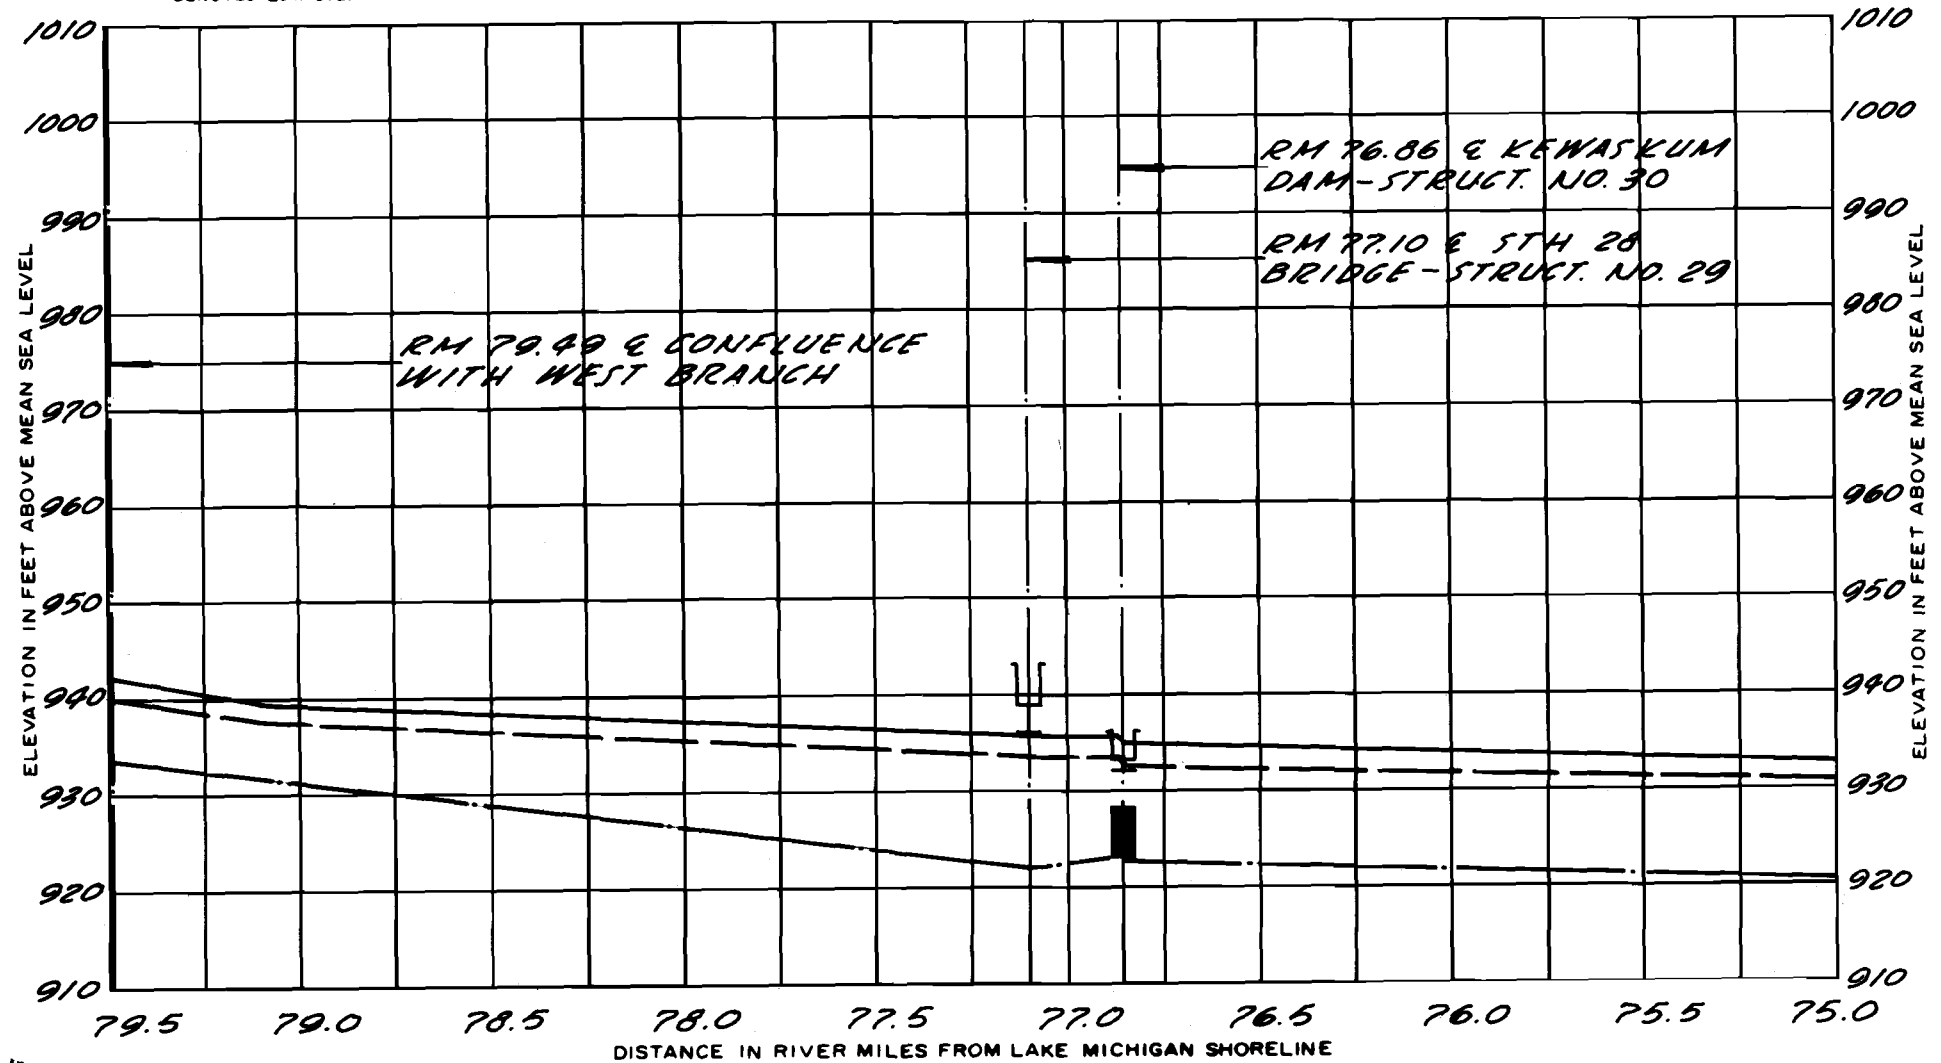 1010
1000
990
980
970
960
950
940
930
920
910
ELEVATION IN FEET ABOVE MEAN SEA LEVEL
RM 76.86 ℄ KEWASKUM
DAM-STRUCT. NO. 30
RM 77.10 ℄ STH 28
BRIDGE-STRUCT. NO. 29
RM 79.49 ℄ CONFLUENCE
WITH WEST BRANCH
1010
1000
990
980
970
960
950
940
930
920
910
ELEVATION IN FEET ABOVE MEAN SEA LEVEL
79.5 79.0 78.5 78.0 77.5 77.0 76.5 76.0 75.5 75.0
DISTANCE IN RIVER MILES FROM LAKE MICHIGAN SHORELINE